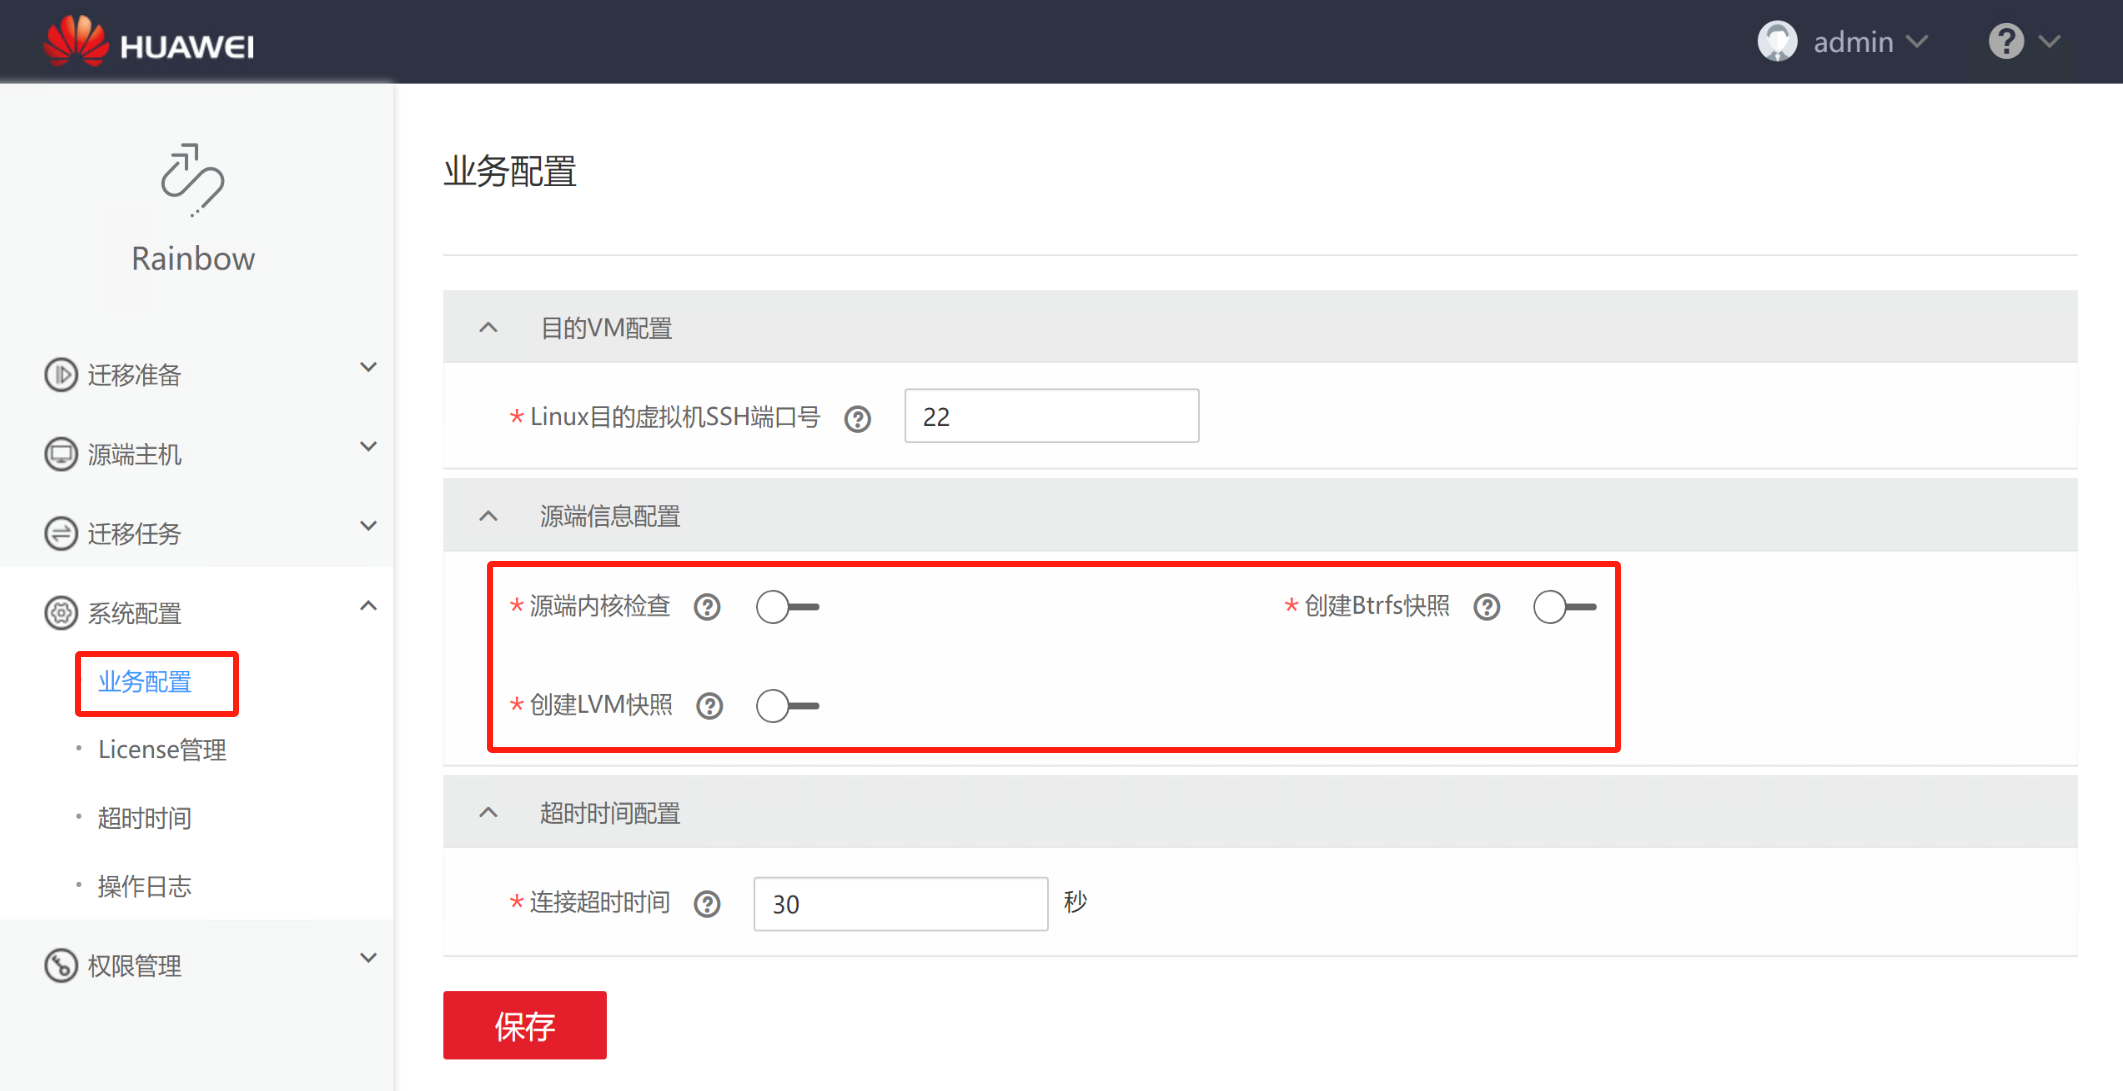 HUAWEI
admin
Rainbow
迁移准备
源端主机
迁移任务
系统配置
业务配置
License管理
超时时间
操作日志
权限管理
业务配置
目的VM配置
*Linux目的虚拟机SSH端口号 ? 22
源端信息配置
*源端内核检查 ? *创建Btrfs快照 ?
*创建LVM快照 ?
超时时间配置
*连接超时时间 ? 30 秒
保存